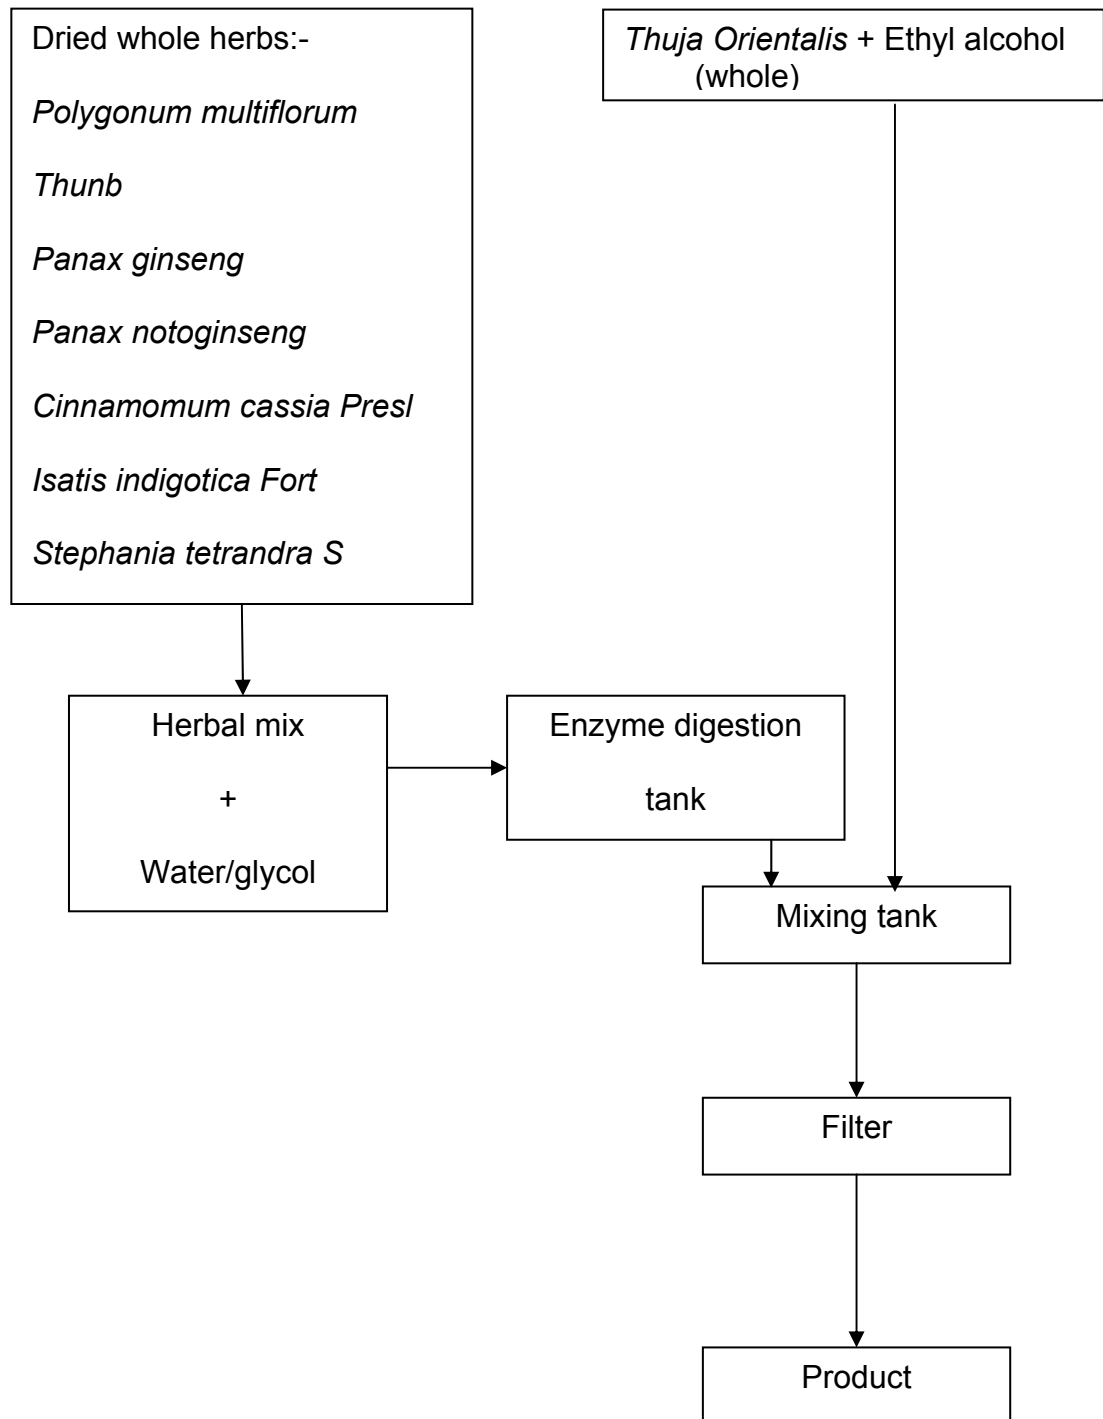 Dried whole herbs:-
Polygonum multiflorum
Thunb
Panax ginseng
Panax notoginseng
Cinnamomum cassia Presl
Isatis indigotica Fort
Stephania tetrandra S
Thuja Orientalis + Ethyl alcohol
(whole)
Herbal mix
+
Water/glycol
Enzyme digestion
tank
Mixing tank
Filter
Product